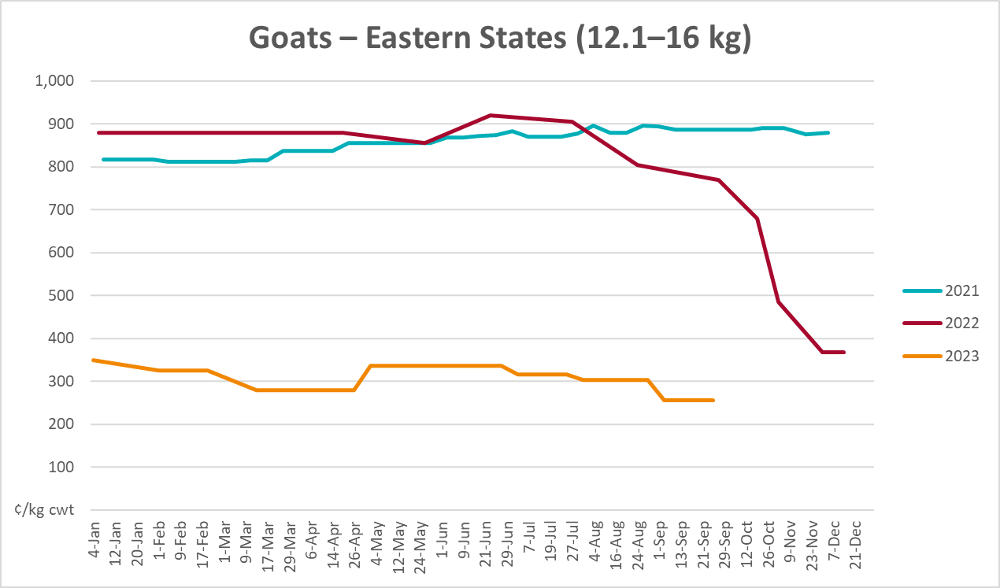 Goats – Eastern States (12.1–16 kg)
1,000
900
800
700
600
500
400
300
200
100
¢/kg cwt
4-Jan
12-Jan
20-Jan
1-Feb
9-Feb
17-Feb
1-Mar
9-Mar
17-Mar
29-Mar
6-Apr
14-Apr
26-Apr
4-May
12-May
24-May
1-Jun
9-Jun
21-Jun
29-Jun
7-Jul
19-Jul
27-Jul
4-Aug
16-Aug
24-Aug
1-Sep
13-Sep
21-Sep
29-Sep
12-Oct
26-Oct
9-Nov
23-Nov
7-Dec
21-Dec
2021
2022
2023